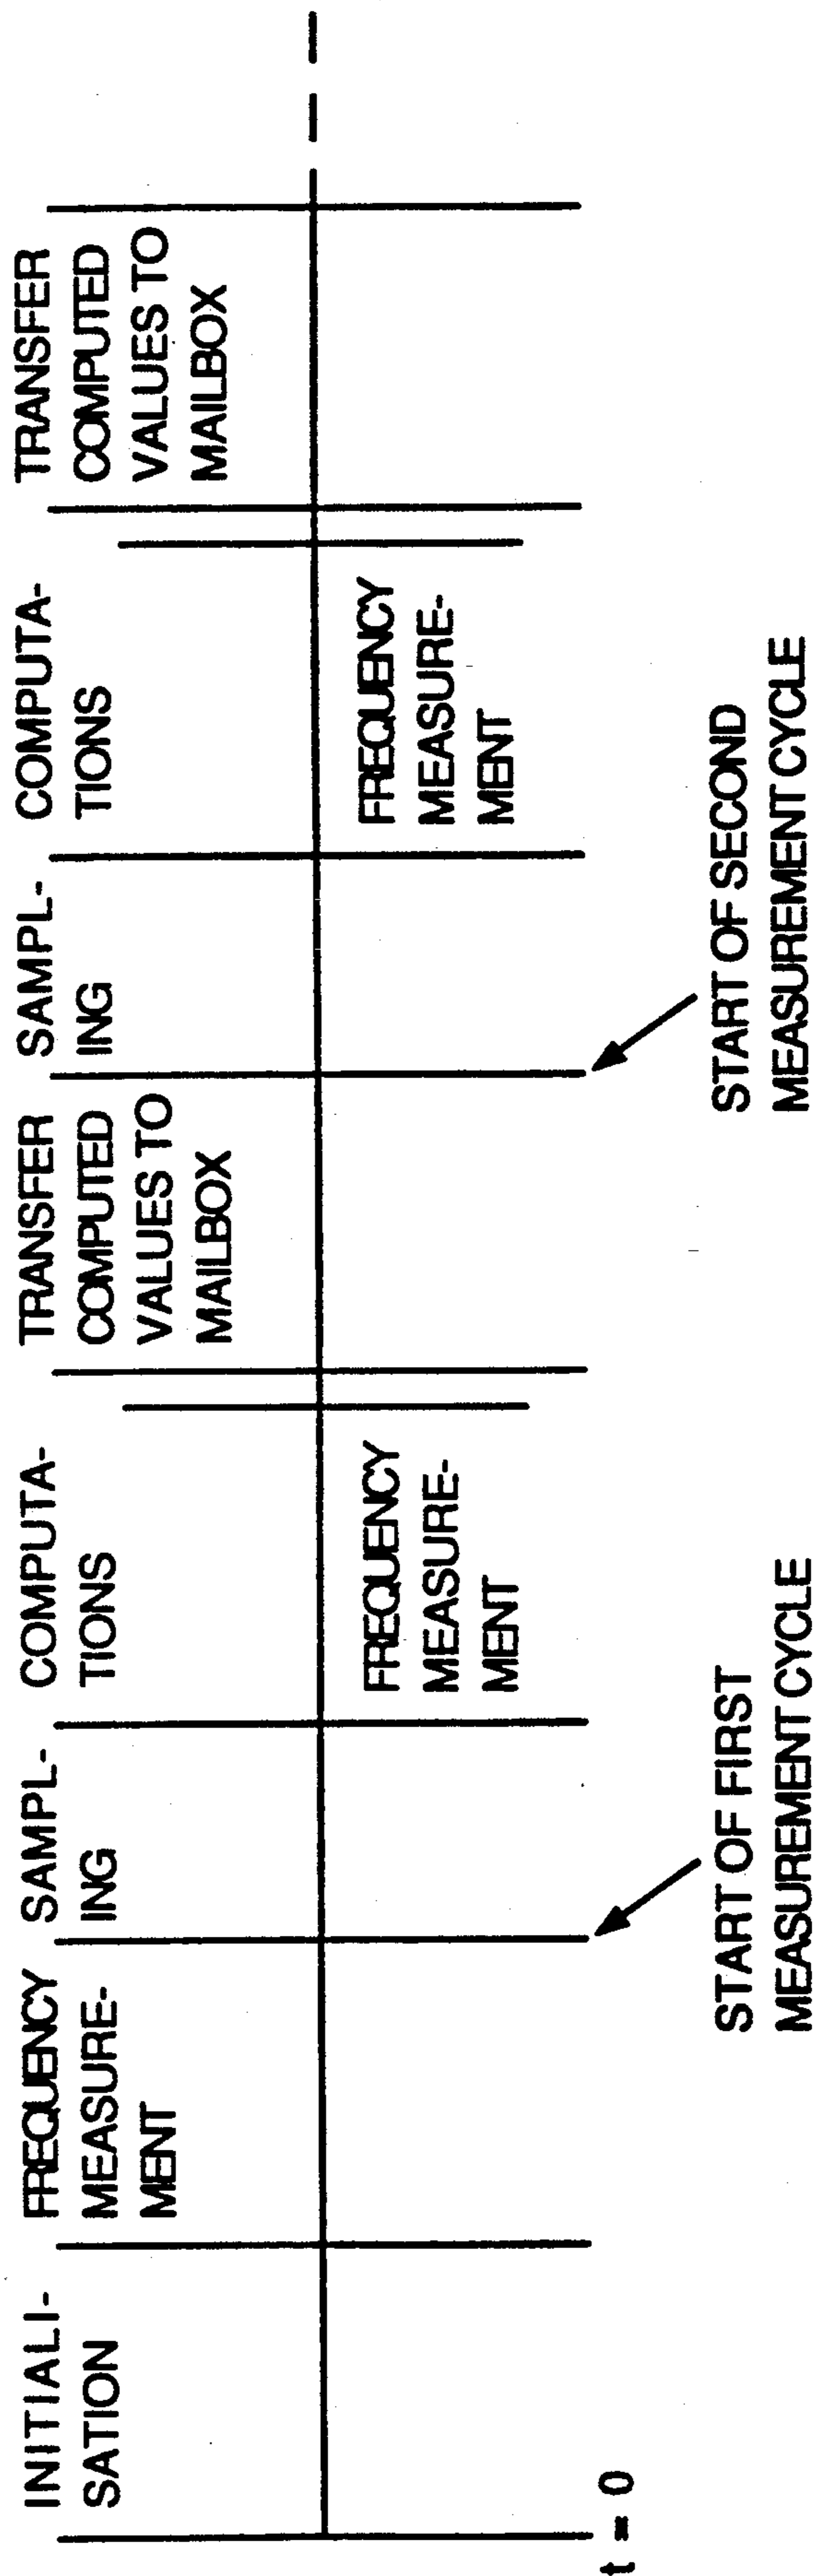 INITIALI-
SATION
FREQUENCY
MEASURE-
MENT
SAMPL-
ING
COMPUTA-
TIONS
TRANSFER
COMPUTED
VALUES TO
MAILBOX
SAMPL-
ING
COMPUTA-
TIONS
TRANSFER
COMPUTED
VALUES TO
MAILBOX
FREQUENCY
MEASURE-
MENT
FREQUENCY
MEASURE-
MENT
t = 0
START OF FIRST
MEASUREMENT CYCLE
START OF SECOND
MEASUREMENT CYCLE